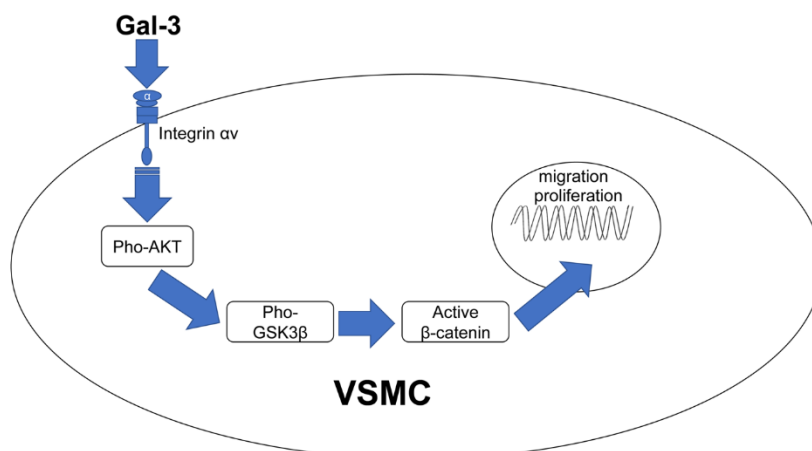 Gal-3
α
Integrin αv
Pho-AKT
Pho-
GSK3β
Active
β-catenin
migration
proliferation
VSMC